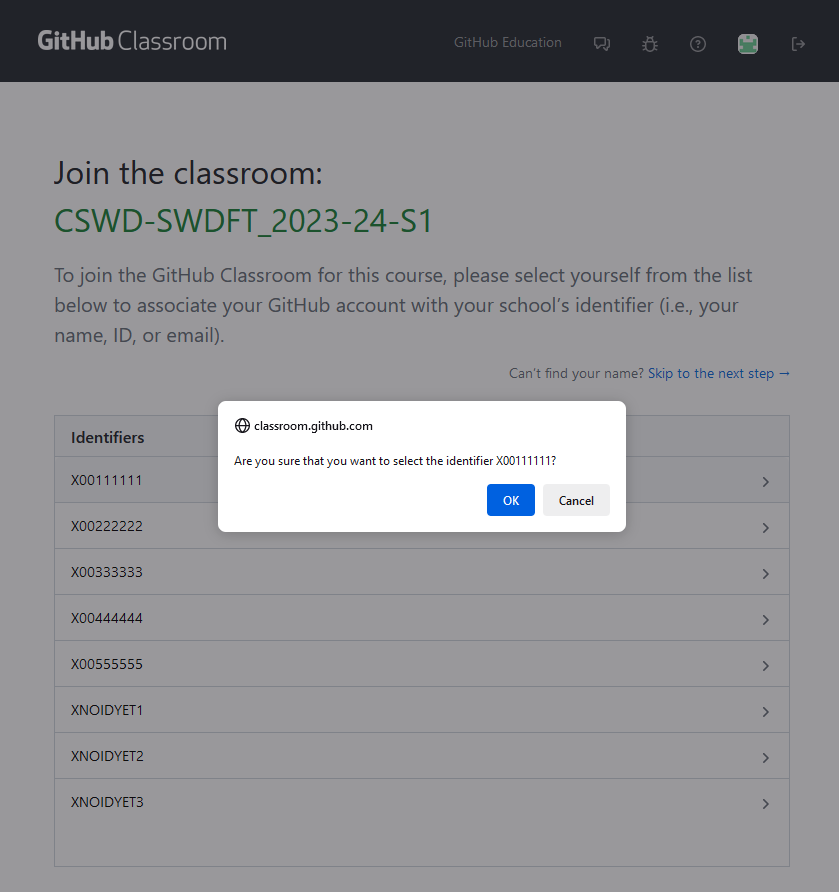 GitHub Classroom
GitHub Education
Join the classroom:
CSWD-SWDFT_2023-24-S1
To join the GitHub Classroom for this course, please select yourself from the list
below to associate your GitHub account with your school's identifier (i.e., your
name, ID, or email).
Can't find your name? Skip to the next step →
classroom.github.com
Are you sure that you want to select the identifier X00111111?
OK Cancel
Identifiers
X00111111
X00222222
X00333333
X00444444
X00555555
XNOIDYET1
XNOIDYET2
XNOIDYET3